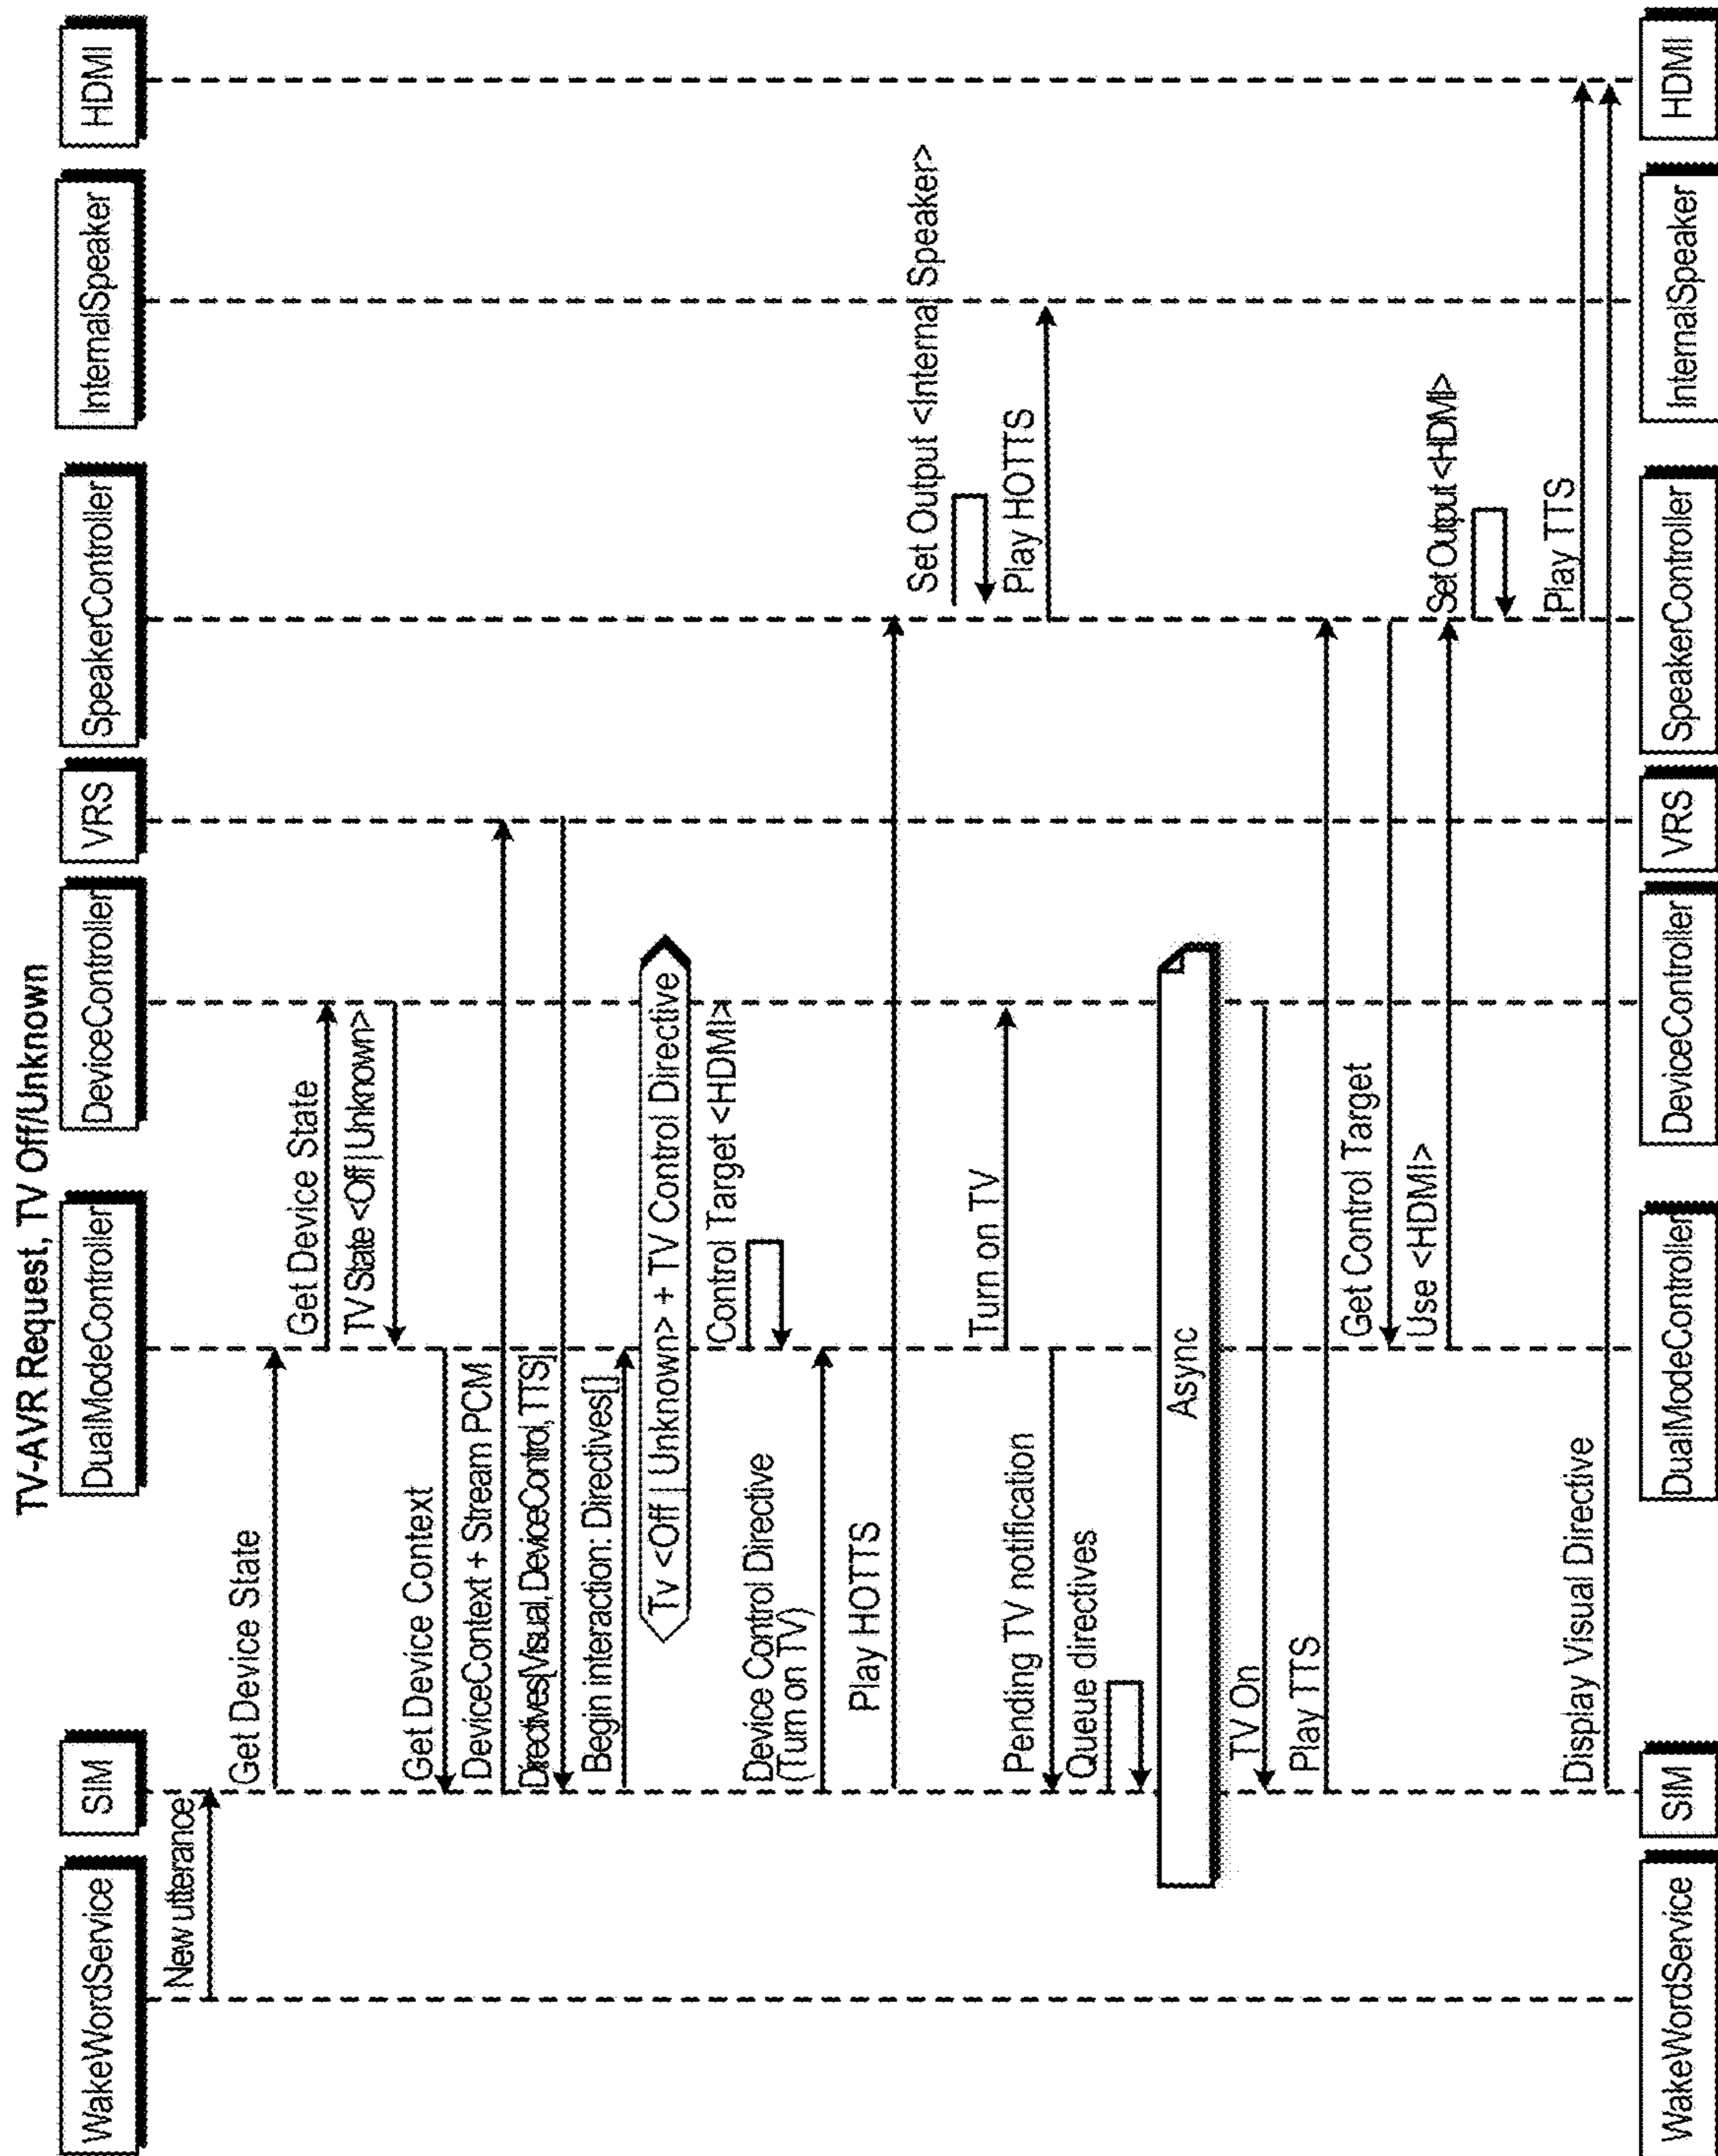 TV-AVR Request, TV Off/Unknown
WakeWordService
SIM
DualModeController
DeviceController
VRS
SpeakerController
InternalSpeaker
HDMI
New utterance
Get Device State
Get Device State
TV State <Off | Unknown>
Get Device Context
DeviceContext + Stream PCM
Directives[Visual, DeviceControl, TTS]
Begin interaction: Directives[]
Tv <Off | Unknown> + TV Control Directive
Control Target <HDMI>
Device Control Directive
(Turn on TV)
Play HOTTS
Set Output <Internal Speaker>
Play HOTTS
Turn on TV
Pending TV notification
Queue directives
Async
TV On
Play TTS
Get Control Target
Use <HDMI>
Set Output <HDMI>
Play TTS
Display Visual Directive
WakeWordService
SIM
DualModeController
DeviceController
VRS
SpeakerController
InternalSpeaker
HDMI